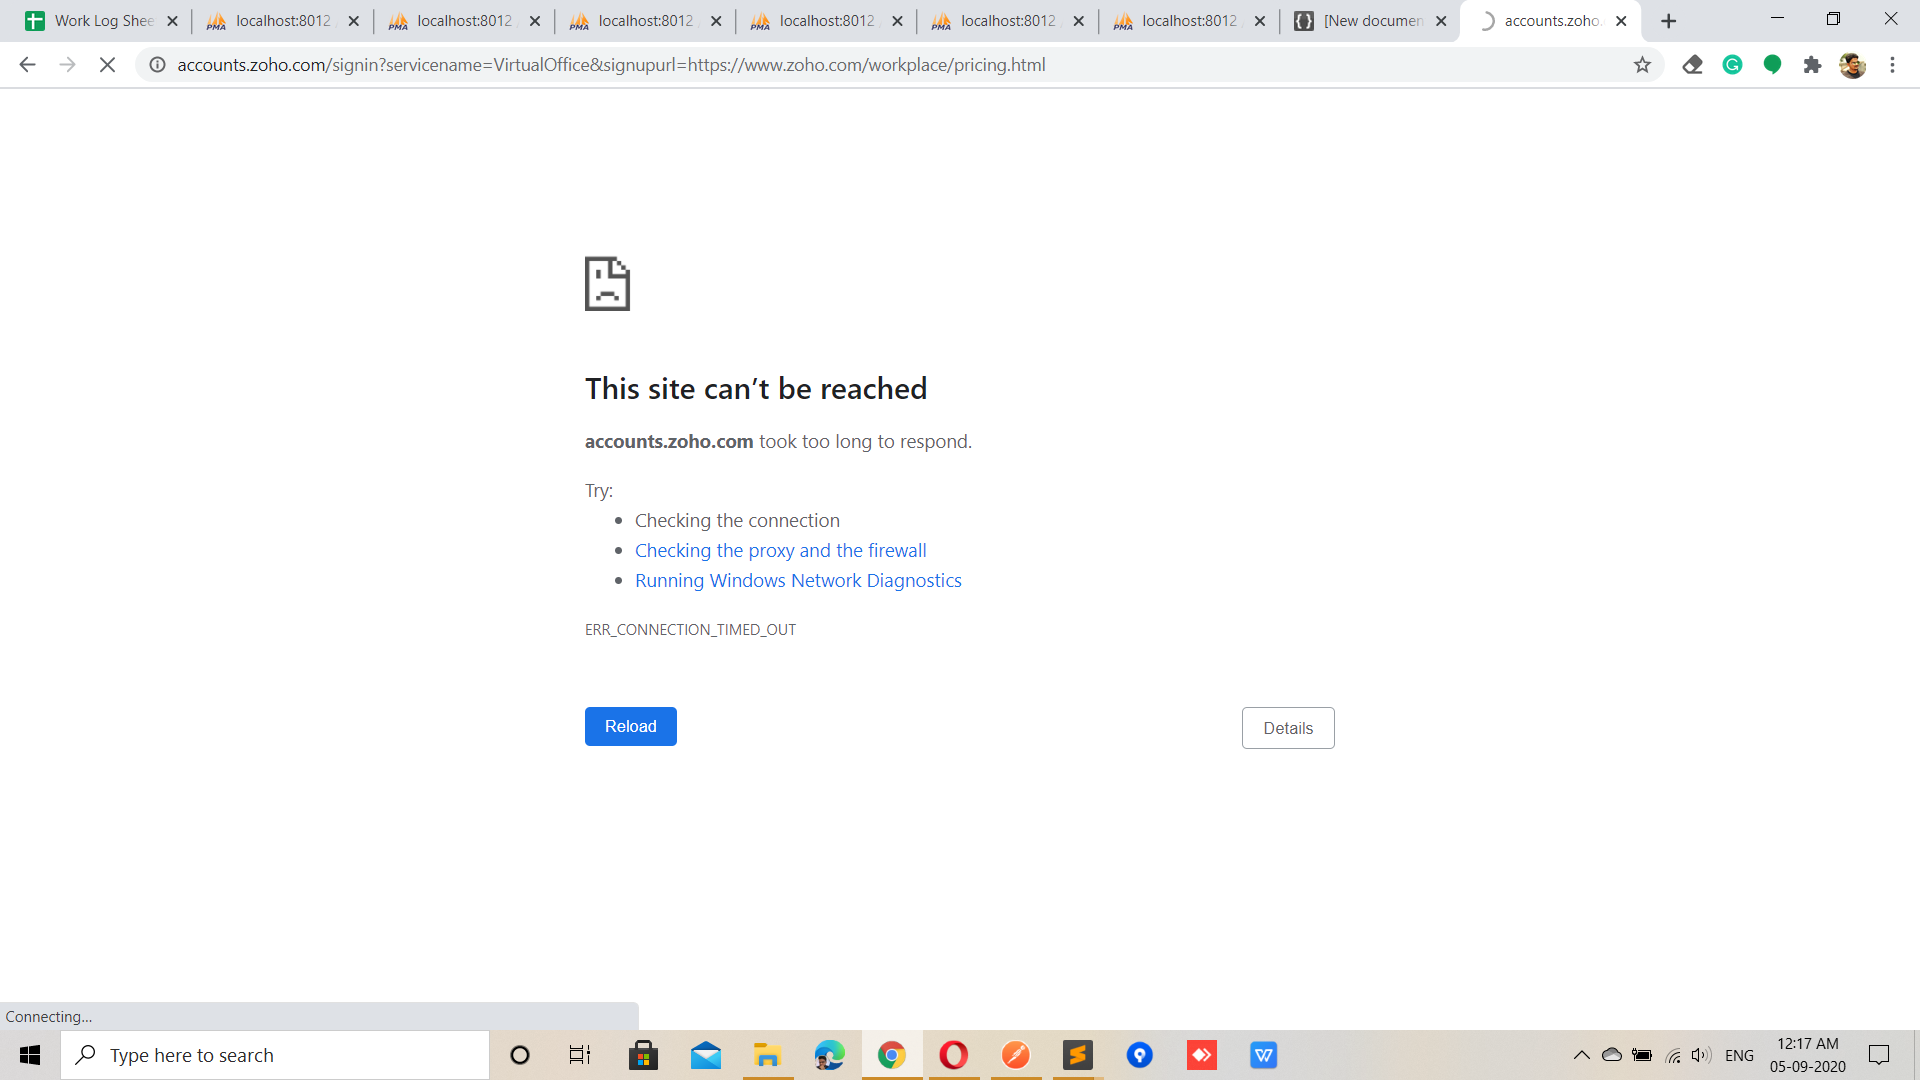 Work Log Shee
localhost:8012
localhost:8012
localhost:8012
localhost:8012
localhost:8012
localhost:8012
[New documen
accounts.zoho.
accounts.zoho.com/signin?servicename=VirtualOffice&signupurl=https://www.zoho.com/workplace/pricing.html
This site can’t be reached
accounts.zoho.com took too long to respond.
Try:
Checking the connection
Checking the proxy and the firewall
Running Windows Network Diagnostics
ERR_CONNECTION_TIMED_OUT
Reload
Details
Connecting...
Type here to search
ENG
12:17 AM
05-09-2020